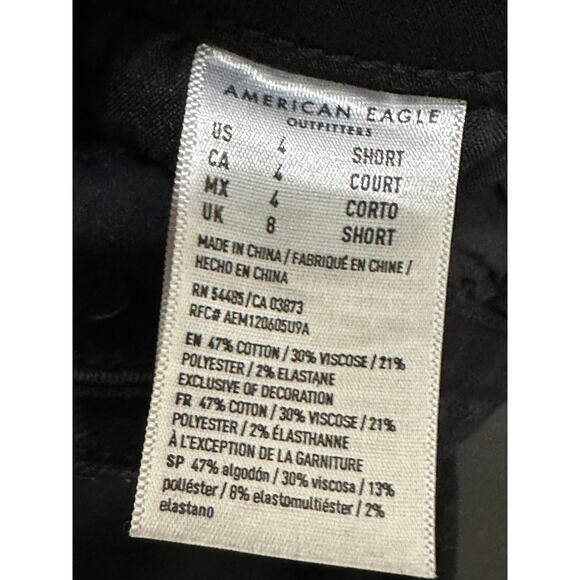 AMERICAN EAGLE
OUTFITTERS
US 4 SHORT
CA 4 COURT
MX 4 CORTO
UK 8 SHORT
MADE IN CHINA / FABRIQUÉ EN CHINE /
HECHO EN CHINA
RN 54485/CA 03873
RFC# AEM120605U9A
EN 47% COTTON / 30% VISCOSE / 21%
POLYESTER / 2% ELASTANE
EXCLUSIVE OF DECORATION
FR 47% COTON / 30% VISCOSE / 21%
POLYESTER / 2% ÉLASTHANNE
À L'EXCEPTION DE LA GARNITURE
SP 47% algodón / 30% viscosa / 13%
poliéster / 8% elastomultiéster / 2%
elastano